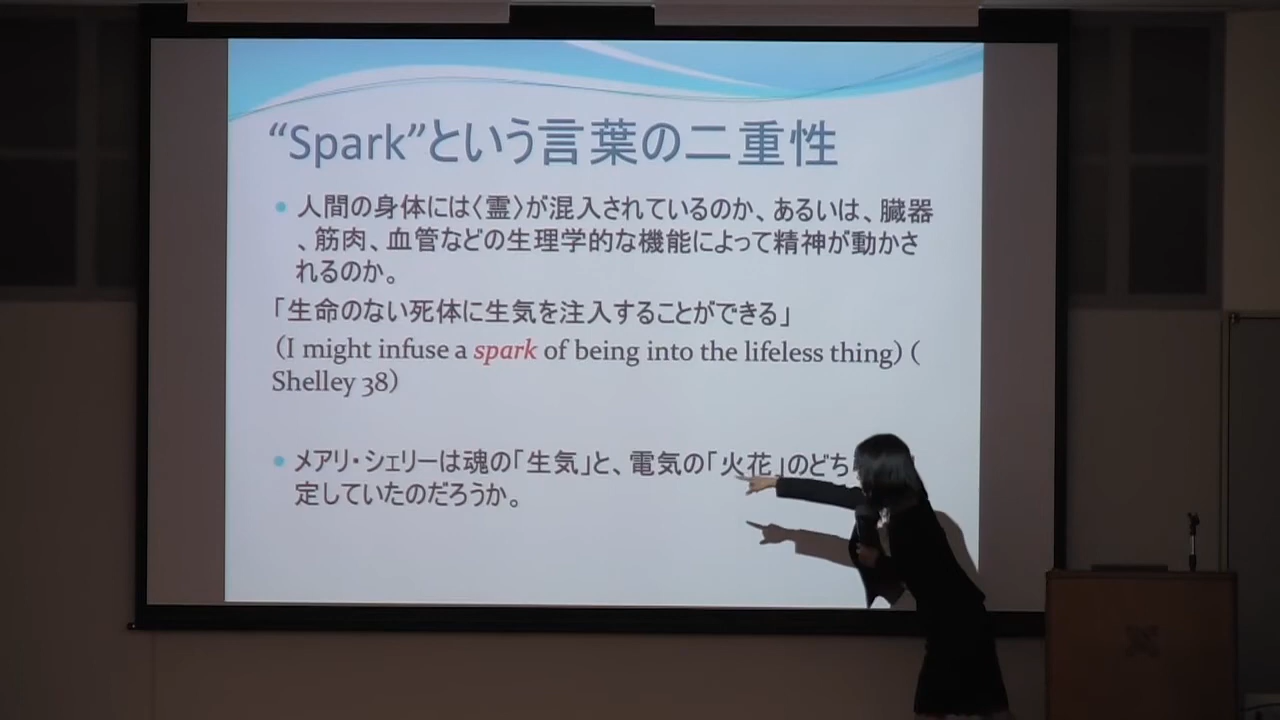 “Spark”という言葉の二重性
• 人間の身体には〈霊〉が混入されているのか、あるいは、臓器
、筋肉、血管などの生理学的な機能によって精神が動かさ
れるのか。
「生命のない死体に生気を注入することができる」
（I might infuse a spark of being into the lifeless thing）（
Shelley 38）
• メアリ・シェリーは魂の「生気」と、電気の「火花」のどち
定していたのだろうか。